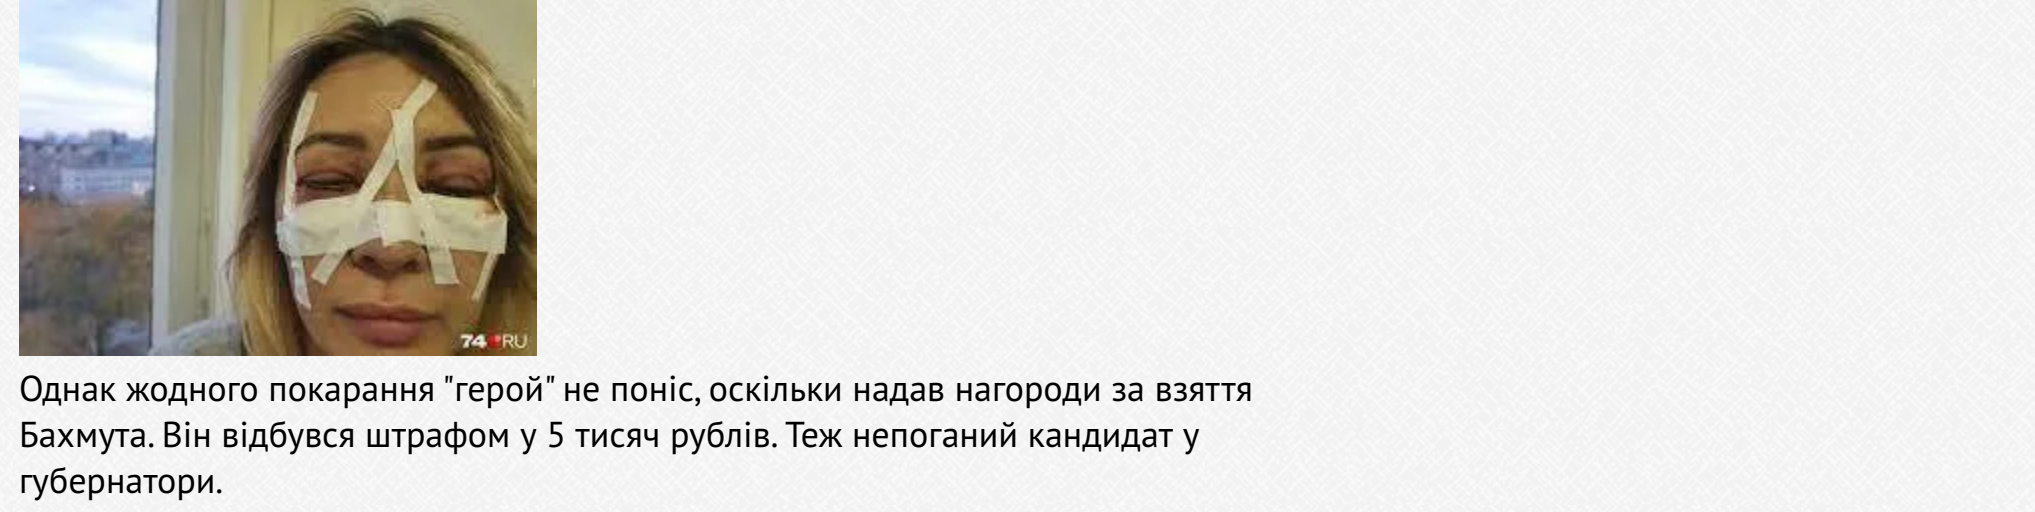 74 RU
Однак жодного покарання "герой" не поніс, оскільки надав нагороди за взяття
Бахмута. Він відбувся штрафом у 5 тисяч рублів. Теж непоганий кандидат у
губернатори.